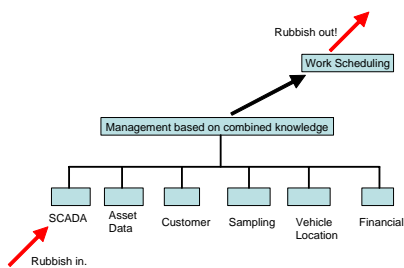 Rubbish out!
Work Scheduling
Management based on combined knowledge
SCADA
Asset
Data
Customer
Sampling
Vehicle
Location
Financial
Rubbish in.